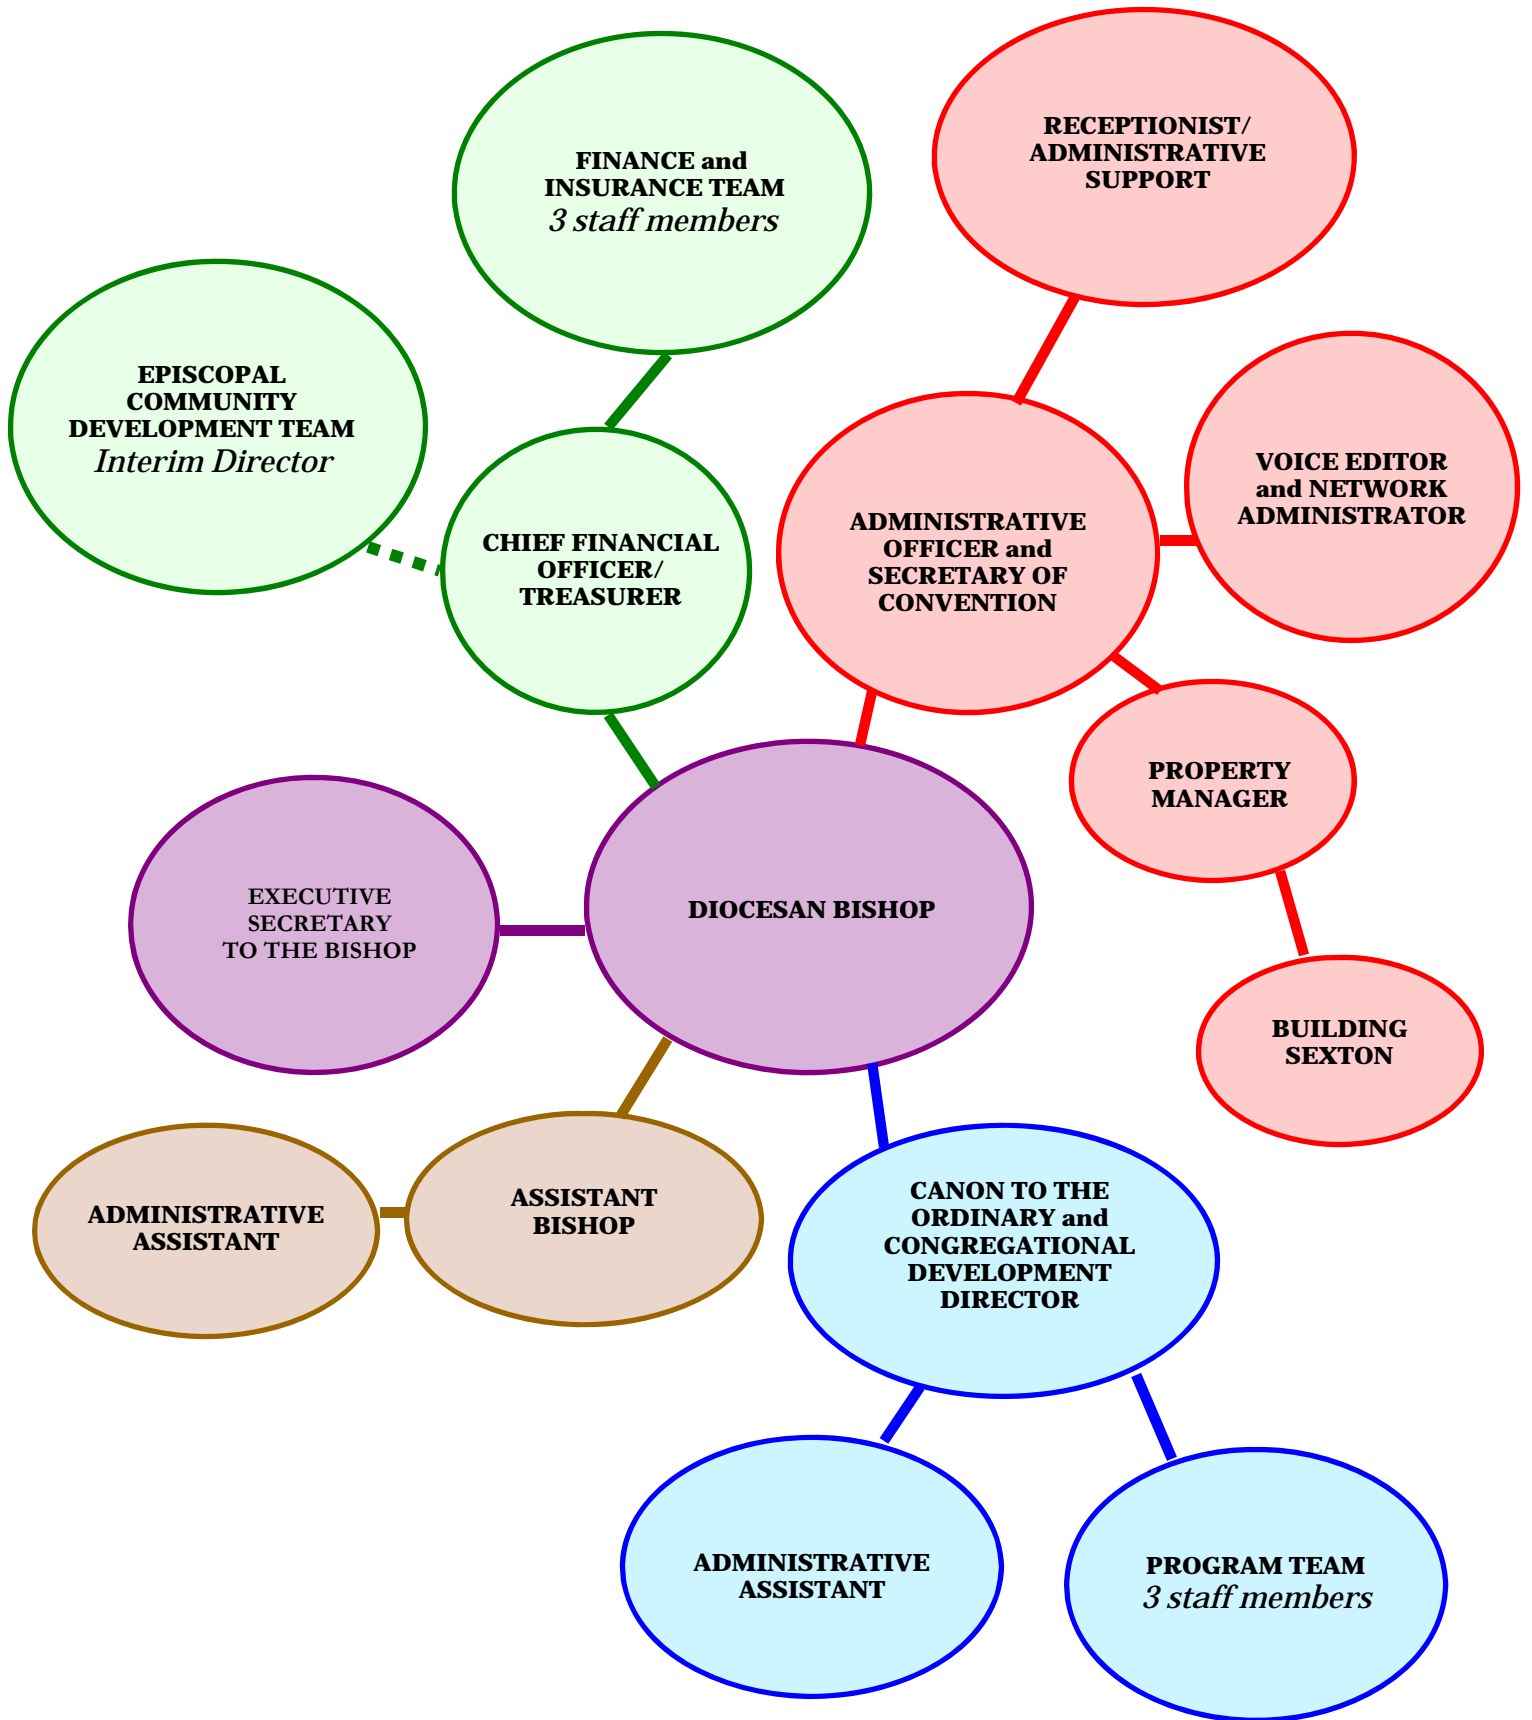 RECEPTIONIST/
ADMINISTRATIVE
SUPPORT
FINANCE and
INSURANCE TEAM
3 staff members
EPISCOPAL
COMMUNITY
DEVELOPMENT TEAM
Interim Director
VOICE EDITOR
and NETWORK
ADMINISTRATOR
ADMINISTRATIVE
OFFICER and
SECRETARY OF
CONVENTION
CHIEF FINANCIAL
OFFICER/
TREASURER
PROPERTY
MANAGER
EXECUTIVE
SECRETARY
TO THE BISHOP
DIOCESAN BISHOP
BUILDING
SEXTON
ADMINISTRATIVE
ASSISTANT
ASSISTANT
BISHOP
CANON TO THE
ORDINARY and
CONGREGATIONAL
DEVELOPMENT
DIRECTOR
ADMINISTRATIVE
ASSISTANT
PROGRAM TEAM
3 staff members